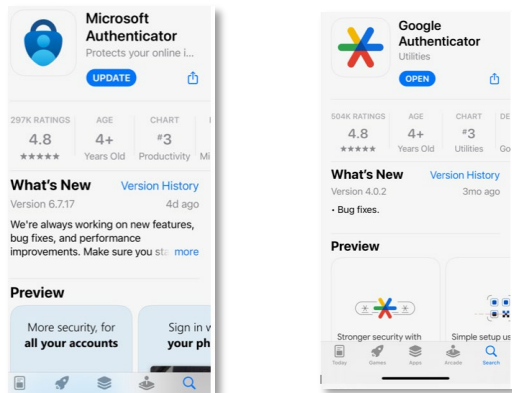 Microsoft
Authenticator
Protects your online i...
UPDATE
297K RATINGS AGE CHART
4.8 4+ #3
★★★★★ Years Old Productivity Mi
What's New Version History
Version 6.7.17 4d ago
We're always working on new features,
bug fixes, and performance
improvements. Make sure you sta more
Preview
More security, for
all your accounts
Sign in w
your ph
Google
Authenticator
Utilities
OPEN
504K RATINGS AGE CHART DE
4.8 4+ #3
★★★★★ Years Old Utilities Goo
What's New Version History
Version 4.0.2 3mo ago
• Bug fixes.
Preview
Stronger security with
Simple setup us
Today Games Apps Arcade Search